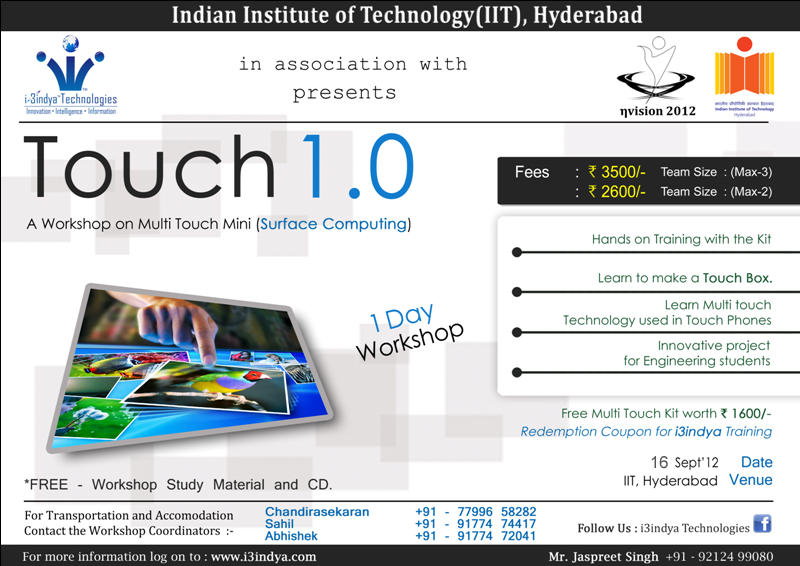 Indian Institute of Technology(IIT), Hyderabad
i-3indya™Technologies
Innovation • Intelligence • Information
in association with
presents
ηvision 2012
भारतीय प्रौद्योगिकी संस्थान हैदराबाद
Indian Institute of Technology
Hyderabad
Touch 1.0
A Workshop on Multi Touch Mini (Surface Computing)
Fees : ₹ 3500/- Team Size : (Max-3)
: ₹ 2600/- Team Size : (Max-2)
Hands on Training with the Kit
Learn to make a Touch Box.
Learn Multi touch
Technology used in Touch Phones
Innovative project
for Engineering students
1 Day
Workshop
Free Multi Touch Kit worth ₹ 1600/-
Redemption Coupon for i3indya Training
16 Sept'12 Date
IIT, Hyderabad Venue
*FREE - Workshop Study Material and CD.
For Transportation and Accomodation
Contact the Workshop Coordinators :-
Chandirasekaran +91 - 77996 58282
Sahil +91 - 91774 74417
Abhishek +91 - 91774 72041
Follow Us : i3indya Technologies f
For more information log on to : www.i3indya.com
Mr. Jaspreet Singh +91 - 92124 99080